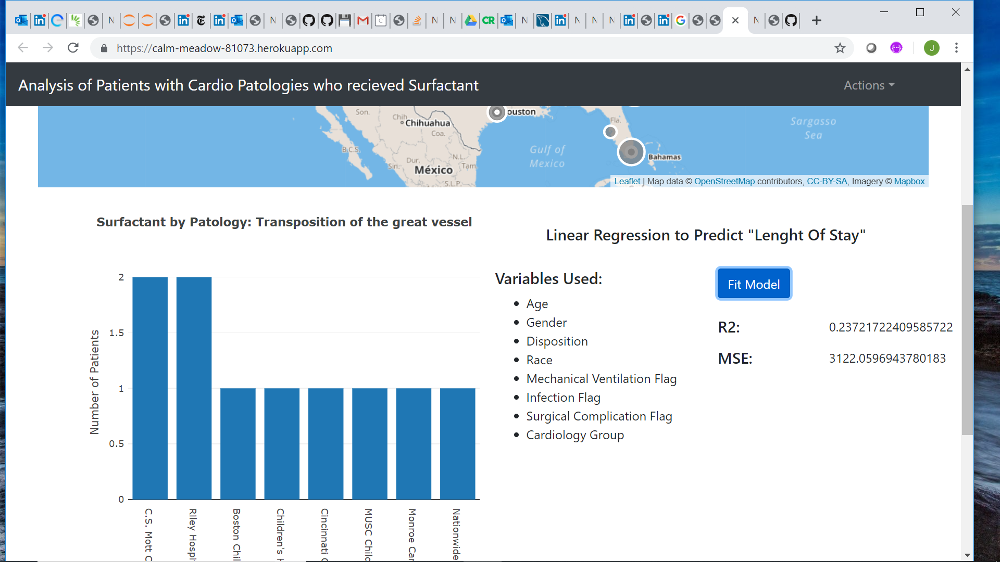 https://calm-meadow-81073.herokuapp.com
J
Analysis of Patients with Cardio Patologies who recieved Surfactant
Actions
Son.
Chih
Chihuahua
Coa.
B.C.S.
Dur.
N.L.
Sin.
México
Tam.
S.L.P.
ouston
Fla.
Gulf of
Mexico
Bahamas
Sargasso
Sea
Leaflet | Map data © OpenStreetMap contributors, CC-BY-SA, Imagery © Mapbox
Surfactant by Patology: Transposition of the great vessel
Number of Patients
2
1.5
1
0.5
0
C.S. Mott C
Riley Hospi
Boston Chil
Children's H
Cincinnati C
MUSC Child
Monroe Car
Nationwide
Linear Regression to Predict "Lenght Of Stay"
Variables Used:
Age
Gender
Disposition
Race
Mechanical Ventilation Flag
Infection Flag
Surgical Complication Flag
Cardiology Group
Fit Model
R2: 0.23721722409585722
MSE: 3122.0596943780183